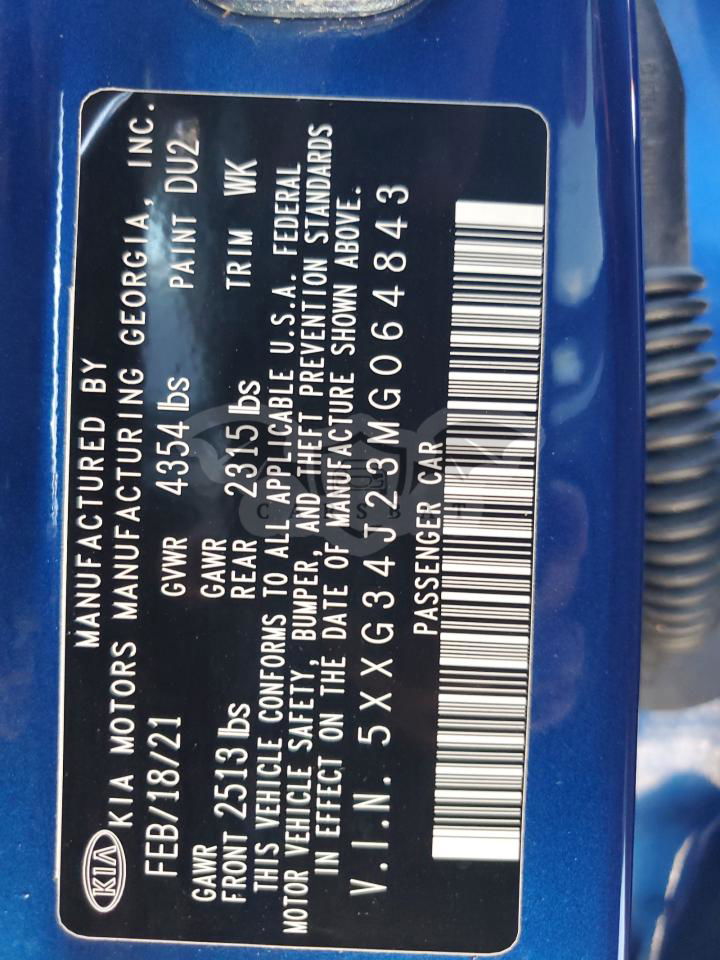 MANUFACTURED BY
KIA KIA MOTORS MANUFACTURING GEORGIA, INC.
FEB/18/21 GVWR 4354 lbs PAINT DU2
GAWR GAWR
FRONT 2513 lbs REAR 2315 lbs TRIM WK
THIS VEHICLE CONFORMS TO ALL APPLICABLE U.S.A. FEDERAL
MOTOR VEHICLE SAFETY, BUMPER, AND THEFT PREVENTION STANDARDS
IN EFFECT ON THE DATE OF MANUFACTURE SHOWN ABOVE.
V.I.N. 5XXG34J23MG064843
PASSENGER CAR
CARSBAT